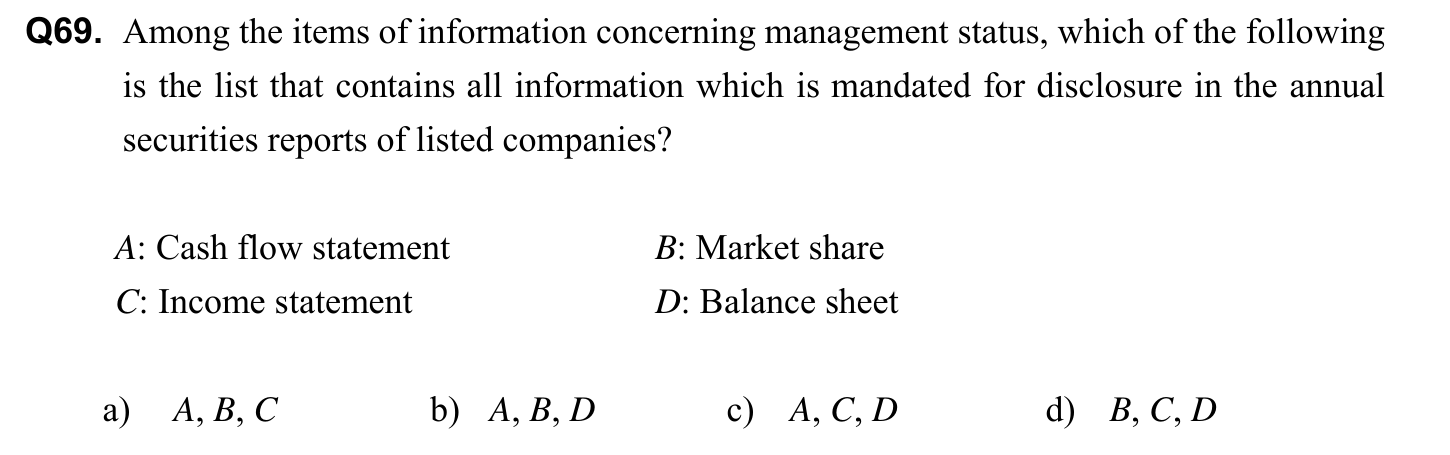 Q69. Among the items of information concerning management status, which of the following
is the list that contains all information which is mandated for disclosure in the annual
securities reports of listed companies?
A: Cash flow statement B: Market share
C: Income statement D: Balance sheet
a) A, B, C b) A, B, D c) A, C, D d) B, C, D